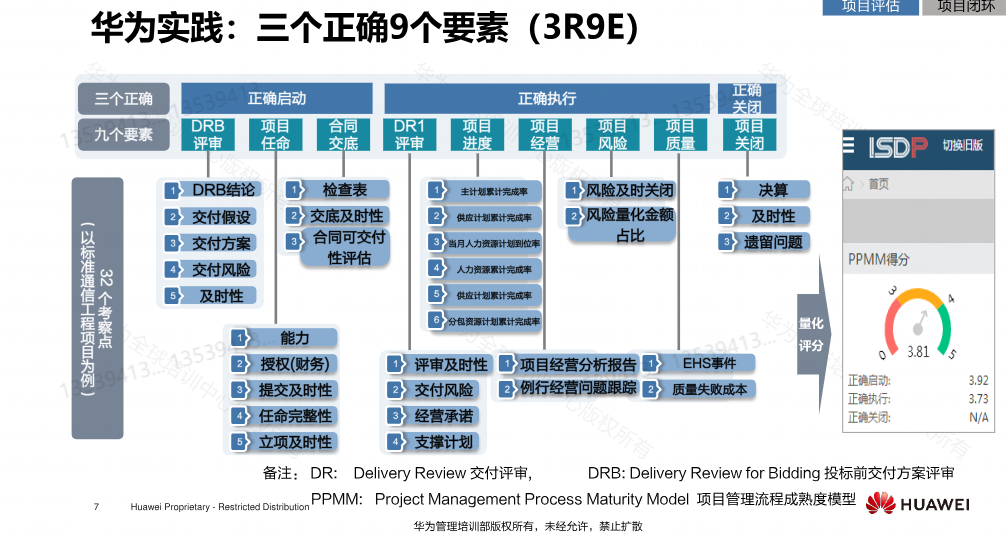 项目评估
项目闭环
华为实践：三个正确9个要素（3R9E）
三个正确
正确启动
正确执行
正确
关闭
九个要素
DRB
评审
项目
任命
合同
交底
DR1
评审
项目
进度
项目
经营
项目
风险
项目
质量
项目
关闭
32个考察点
（以标准通信工程项目为例）
1 DRB结论
2 交付假设
3 交付方案
4 交付风险
5 及时性
1 能力
2 授权(财务)
3 提交及时性
4 任命完整性
5 立项及时性
1 检查表
2 交底及时性
3 合同可交付
性评估
1 评审及时性
2 交付风险
3 经营承诺
4 支撑计划
1 主计划累计完成率
2 供应计划累计完成率
3 当月人力资源计划到位率
4 人力资源累计完成率
5 供应计划累计完成率
6 分包资源计划累计完成率
1 项目经营分析报告
2 例行经营问题跟踪
1 风险及时关闭
2 风险量化金额
占比
1 EHS事件
2 质量失败成本
1 决算
2 及时性
3 遗留问题
量化
评分
ISDP 切换旧版
首页
PPMM得分
0 3 4 5
3.81
正确启动: 3.92
正确执行: 3.73
正确关闭: N/A
备注： DR: Delivery Review 交付评审, DRB: Delivery Review for Bidding 投标前交付方案评审
PPMM: Project Management Process Maturity Model 项目管理流程成熟度模型
7 Huawei Proprietary - Restricted Distribution
HUAWEI
华为管理培训部版权所有，未经允许，禁止扩散